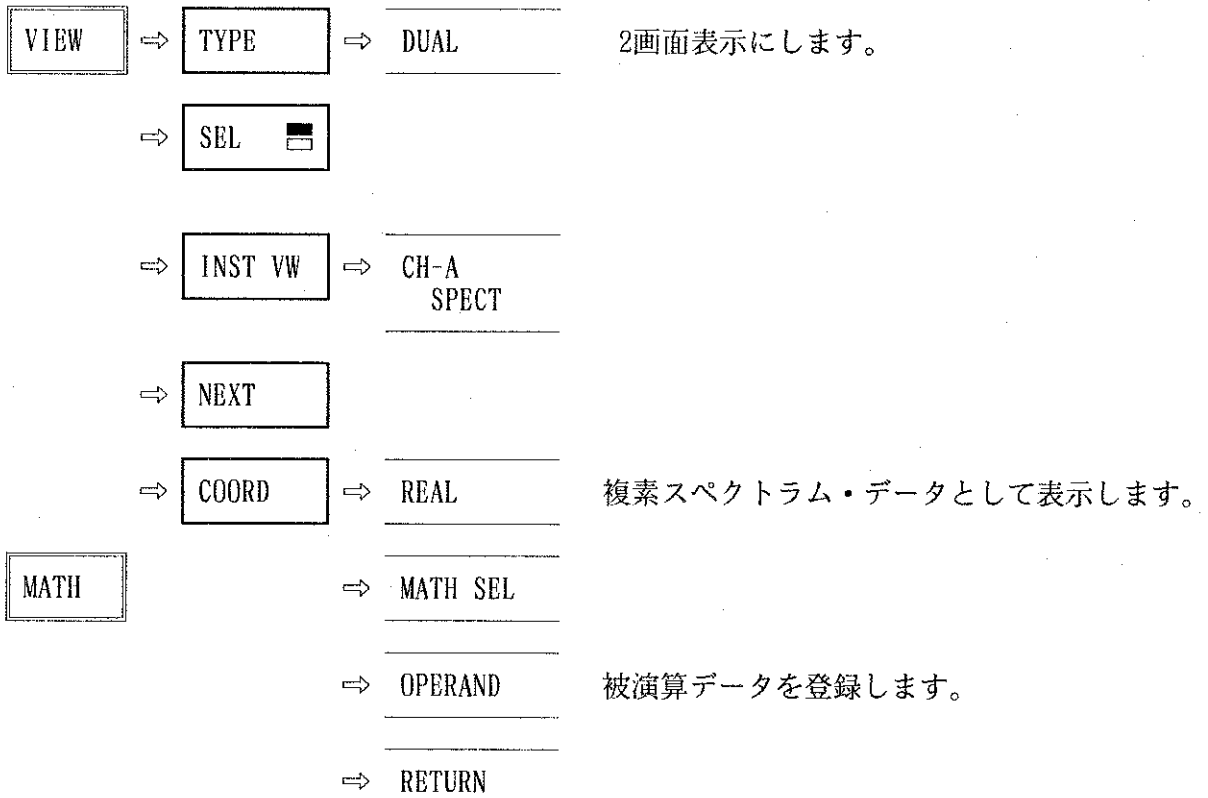 VIEW ⇨ TYPE ⇨ DUAL 2画面表示にします。
⇨ SEL
⇨ INST VW ⇨ CH-A
SPECT
⇨ NEXT
⇨ COORD ⇨ REAL 複素スペクトラム・データとして表示します。
MATH ⇨ MATH SEL
⇨ OPERAND 被演算データを登録します。
⇨ RETURN